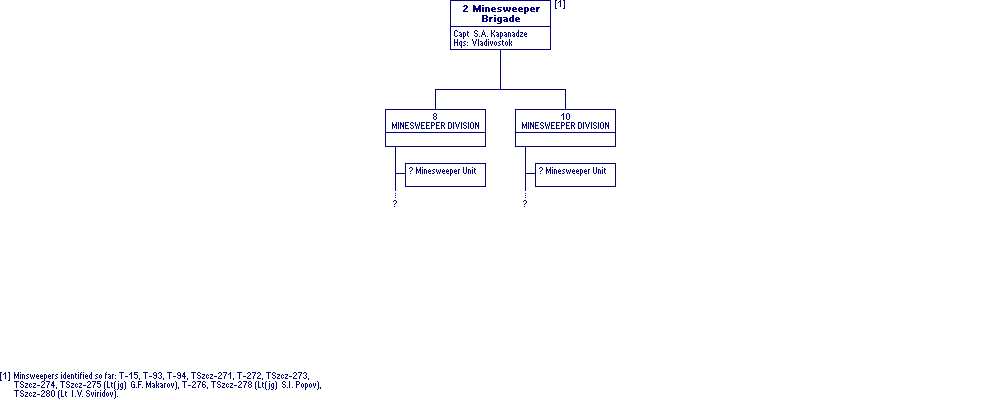 2 Minesweeper
Brigade
[1]
Capt S.A. Kapanadze
Hqs: Vladivostok
8
MINESWEEPER DIVISION
10
MINESWEEPER DIVISION
? Minesweeper Unit
? Minesweeper Unit
?
?
[1] Minsweepers identified so far: T-15, T-93, T-94, TSzcz-271, T-272, TSzcz-273,
TSzcz-274, TSzcz-275 (Lt(jg) G.F. Makarov), T-276, TSzcz-278 (Lt(jg) S.I. Popov),
TSzcz-280 (Lt I.V. Sviridov).